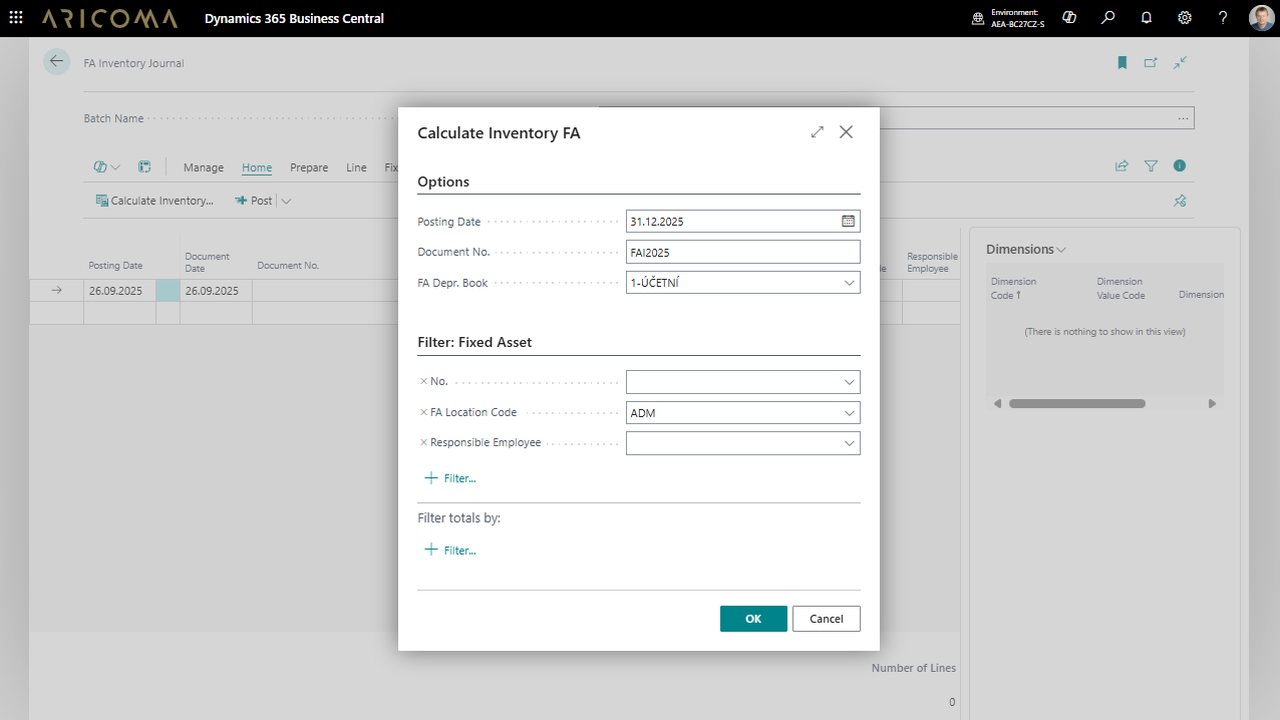 ARICOMA Dynamics 365 Business Central Environment: AEA-BC27CZ-S ?
FA Inventory Journal
Batch Name ...
Manage Home Prepare Line Fix
Calculate Inventory... Post
Posting Date Document Date Document No. Responsible Employee
26.09.2025 26.09.2025
Calculate Inventory FA
Options
Posting Date 31.12.2025
Document No. FAI2025
FA Depr. Book 1-ÚČETNÍ
Filter: Fixed Asset
No.
FA Location Code ADM
Responsible Employee
Filter...
Filter totals by:
Filter...
OK Cancel
Dimensions
Dimension Code ↑ Dimension Value Code Dimension
(There is nothing to show in this view)
Number of Lines
0